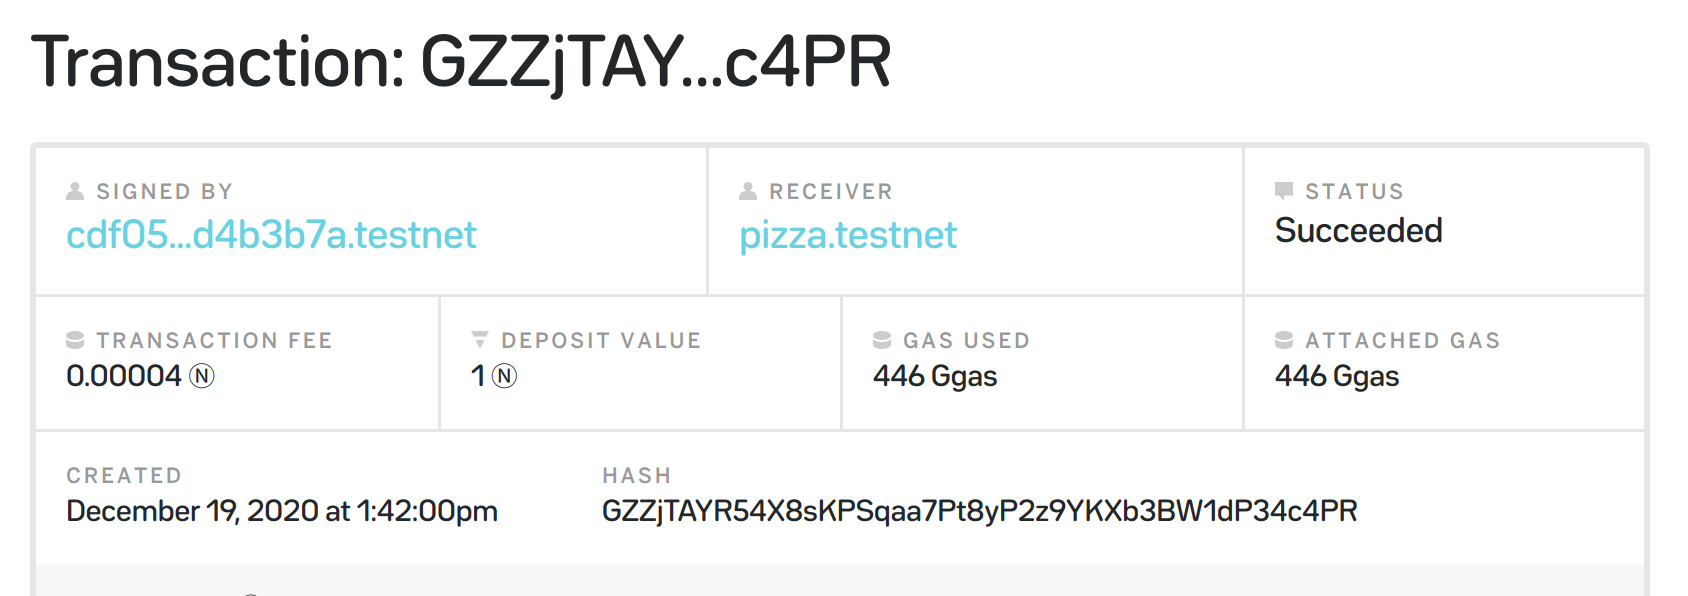 Transaction: GZZjTAY...c4PR
SIGNED BY
cdf05...d4b3b7a.testnet
RECEIVER
pizza.testnet
STATUS
Succeeded
TRANSACTION FEE
0.00004 Ⓝ
DEPOSIT VALUE
1 Ⓝ
GAS USED
446 Ggas
ATTACHED GAS
446 Ggas
CREATED
December 19, 2020 at 1:42:00pm
HASH
GZZjTAYR54X8sKPSqaa7Pt8yP2z9YKXb3BW1dP34c4PR